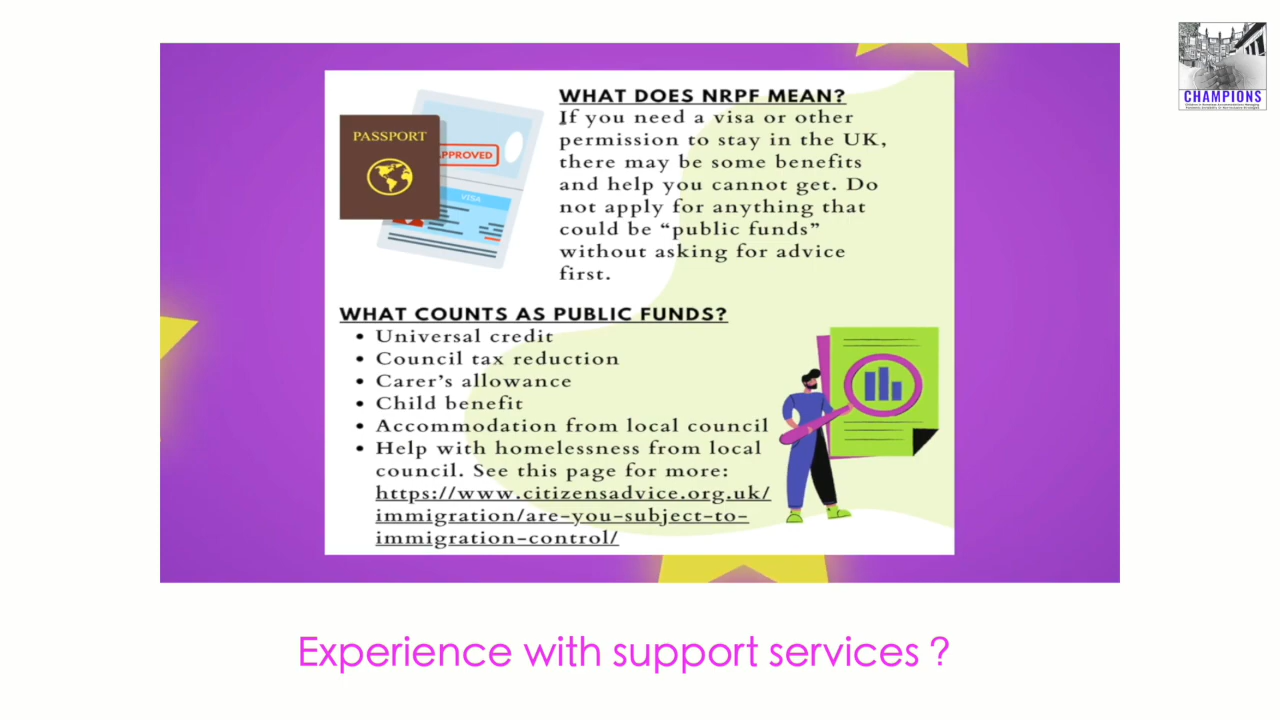 CHAMPIONS
PASSPORT
APPROVED
VISA
WHAT DOES NRPF MEAN?
If you need a visa or other
permission to stay in the UK,
there may be some benefits
and help you cannot get. Do
not apply for anything that
could be “public funds”
without asking for advice
first.
WHAT COUNTS AS PUBLIC FUNDS?
• Universal credit
• Council tax reduction
• Carer’s allowance
• Child benefit
• Accommodation from local council
• Help with homelessness from local
council. See this page for more:
https://www.citizensadvice.org.uk/
immigration/are-you-subject-to-
immigration-control/
Experience with support services ?